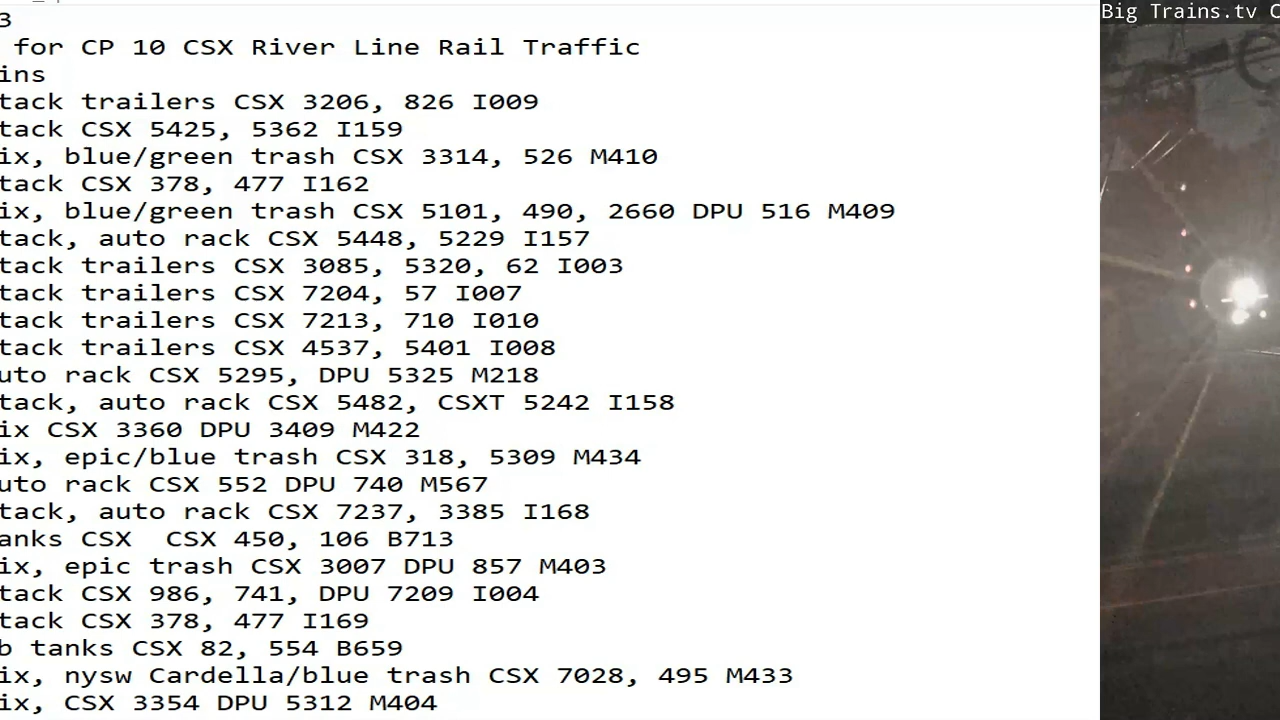 3
for CP 10 CSX River Line Rail Traffic
ins
tack trailers CSX 3206, 826 I009
tack CSX 5425, 5362 I159
ix, blue/green trash CSX 3314, 526 M410
tack CSX 378, 477 I162
ix, blue/green trash CSX 5101, 490, 2660 DPU 516 M409
tack, auto rack CSX 5448, 5229 I157
tack trailers CSX 3085, 5320, 62 I003
tack trailers CSX 7204, 57 I007
tack trailers CSX 7213, 710 I010
tack trailers CSX 4537, 5401 I008
uto rack CSX 5295, DPU 5325 M218
tack, auto rack CSX 5482, CSXT 5242 I158
ix CSX 3360 DPU 3409 M422
ix, epic/blue trash CSX 318, 5309 M434
uto rack CSX 552 DPU 740 M567
tack, auto rack CSX 7237, 3385 I168
anks CSX  CSX 450, 106 B713
ix, epic trash CSX 3007 DPU 857 M403
tack CSX 986, 741, DPU 7209 I004
tack CSX 378, 477 I169
b tanks CSX 82, 554 B659
ix, nysw Cardella/blue trash CSX 7028, 495 M433
ix, CSX 3354 DPU 5312 M404
Big Trains.tv C